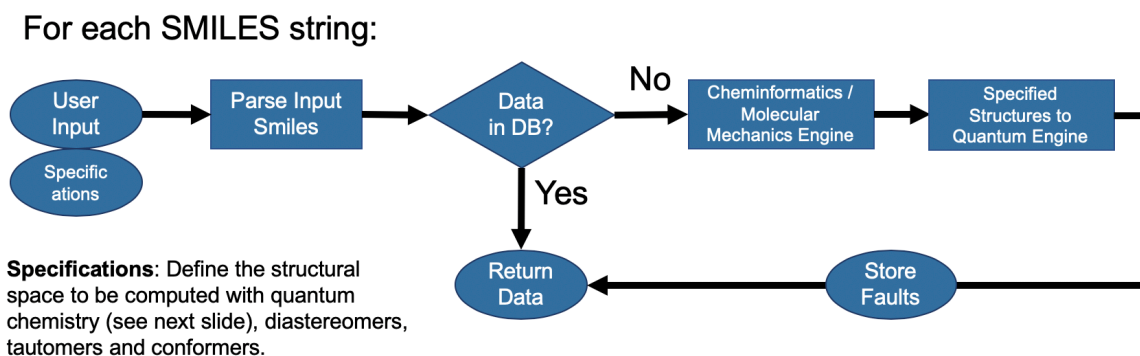 For each SMILES string:
User
Input
Specific
ations
Parse Input
Smiles
Data
in DB?
No
Cheminformatics /
Molecular
Mechanics Engine
Specified
Structures to
Quantum Engine
Yes
Return
Data
Store
Faults
Specifications: Define the structural
space to be computed with quantum
chemistry (see next slide), diastereomers,
tautomers and conformers.